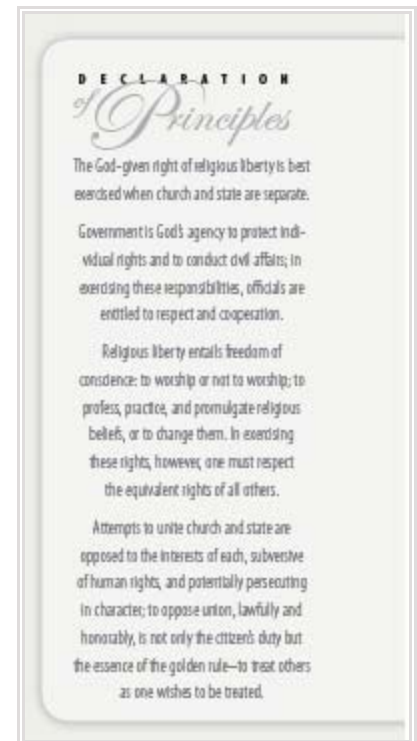 DECLARATION
of Principles
The God-given right of religious liberty is best
exercised when church and state are separate.
Government is God's agency to protect indi-
vidual rights and to conduct civil affairs; in
exercising these responsibilities, officials are
entitled to respect and cooperation.
Religious liberty entails freedom of
conscience: to worship or not to worship; to
profess, practice, and promulgate religious
beliefs, or to change them. In exercising
these rights, however, one must respect
the equivalent rights of all others.
Attempts to unite church and state are
opposed to the interests of each, subversive
of human rights, and potentially persecuting
in character; to oppose union, lawfully and
honorably, is not only the citizen's duty but
the essence of the golden rule—to treat others
as one wishes to be treated.